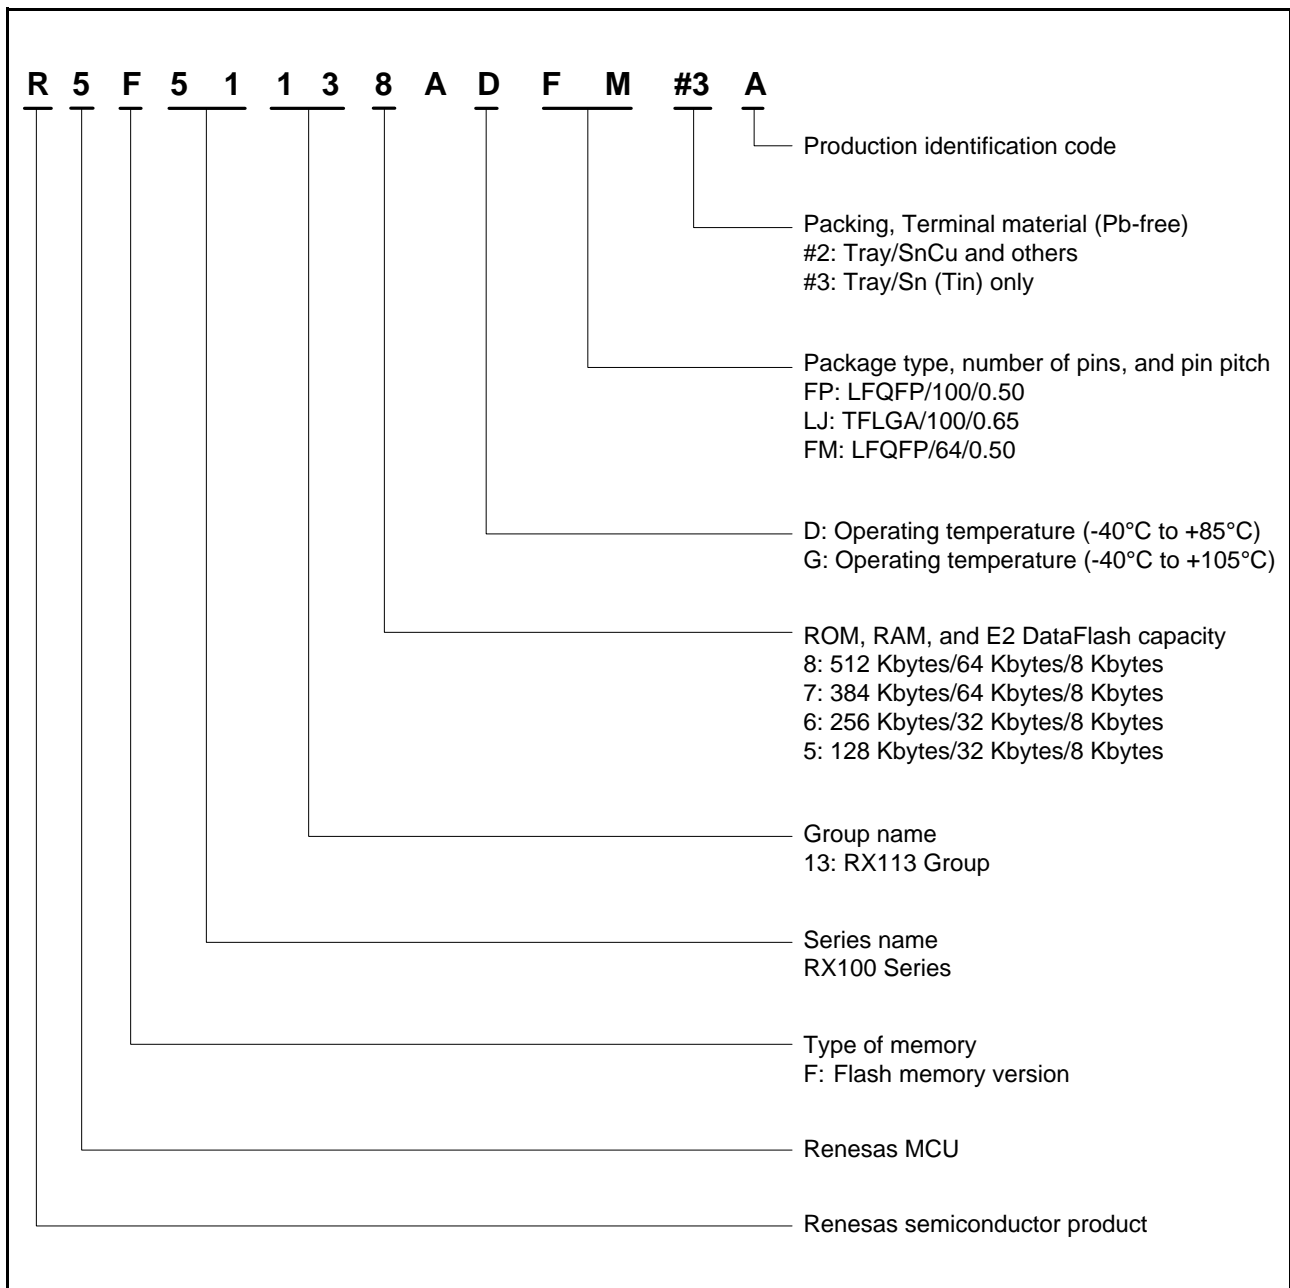 R 5 F 5 1 1 3 8 A D F M #3 A
Production identification code
Packing, Terminal material (Pb-free)
#2: Tray/SnCu and others
#3: Tray/Sn (Tin) only
Package type, number of pins, and pin pitch
FP: LFQFP/100/0.50
LJ: TFLGA/100/0.65
FM: LFQFP/64/0.50
D: Operating temperature (-40°C to +85°C)
G: Operating temperature (-40°C to +105°C)
ROM, RAM, and E2 DataFlash capacity
8: 512 Kbytes/64 Kbytes/8 Kbytes
7: 384 Kbytes/64 Kbytes/8 Kbytes
6: 256 Kbytes/32 Kbytes/8 Kbytes
5: 128 Kbytes/32 Kbytes/8 Kbytes
Group name
13: RX113 Group
Series name
RX100 Series
Type of memory
F: Flash memory version
Renesas MCU
Renesas semiconductor product